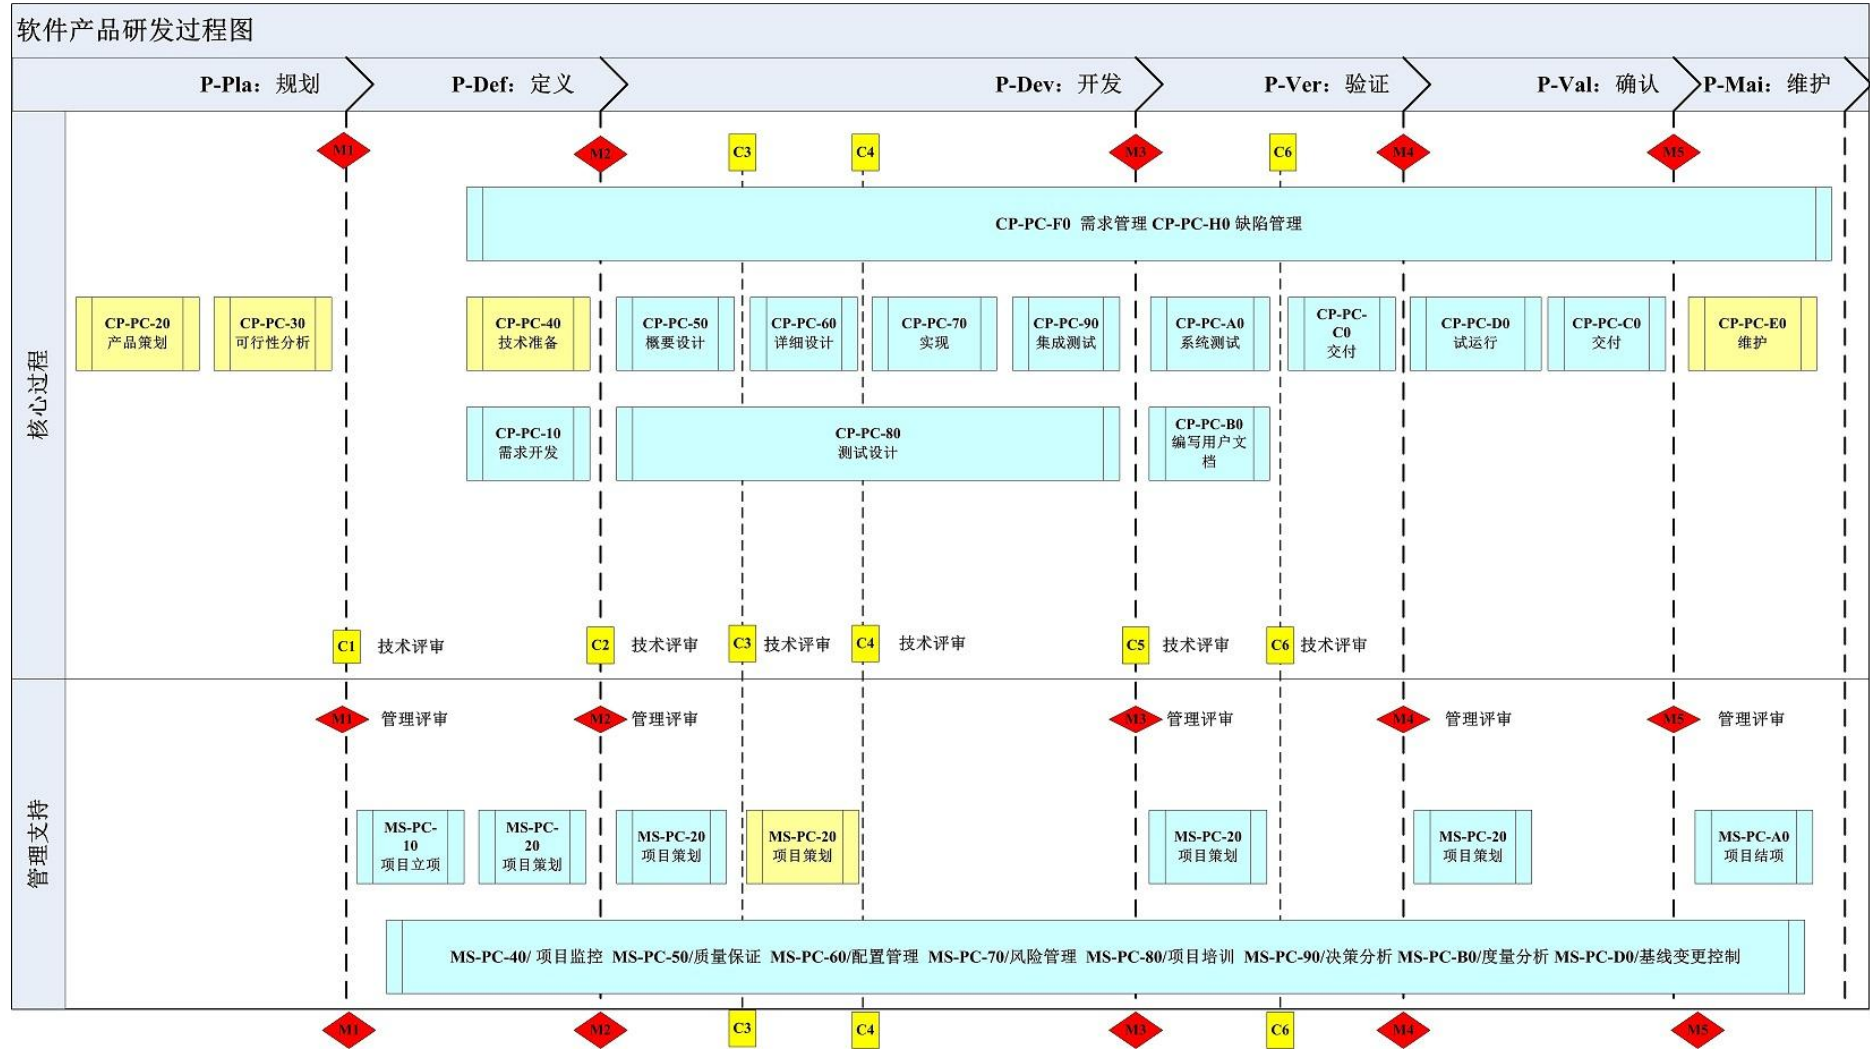 软件产品研发过程图
P-Pla：规划
P-Def：定义
P-Dev：开发
P-Ver：验证
P-Val：确认
P-Mai：维护
核心过程
M1
M2
C3
C4
M3
C6
M4
M5
CP-PC-F0 需求管理 CP-PC-H0 缺陷管理
CP-PC-20
产品策划
CP-PC-30
可行性分析
CP-PC-40
技术准备
CP-PC-50
概要设计
CP-PC-60
详细设计
CP-PC-70
实现
CP-PC-90
集成测试
CP-PC-A0
系统测试
CP-PC-
C0
交付
CP-PC-D0
试运行
CP-PC-C0
交付
CP-PC-E0
维护
CP-PC-10
需求开发
CP-PC-80
测试设计
CP-PC-B0
编写用户文
档
C1 技术评审
C2 技术评审
C3 技术评审
C4 技术评审
C5 技术评审
C6 技术评审
管理支持
M1 管理评审
M2 管理评审
M3 管理评审
M4 管理评审
M5 管理评审
MS-PC-
10
项目立项
MS-PC-
20
项目策划
MS-PC-20
项目策划
MS-PC-20
项目策划
MS-PC-20
项目策划
MS-PC-20
项目策划
MS-PC-A0
项目结项
MS-PC-40/ 项目监控 MS-PC-50/质量保证 MS-PC-60/配置管理 MS-PC-70/风险管理 MS-PC-80/项目培训 MS-PC-90/决策分析 MS-PC-B0/度量分析 MS-PC-D0/基线变更控制
M1
M2
C3
C4
M3
C6
M4
M5